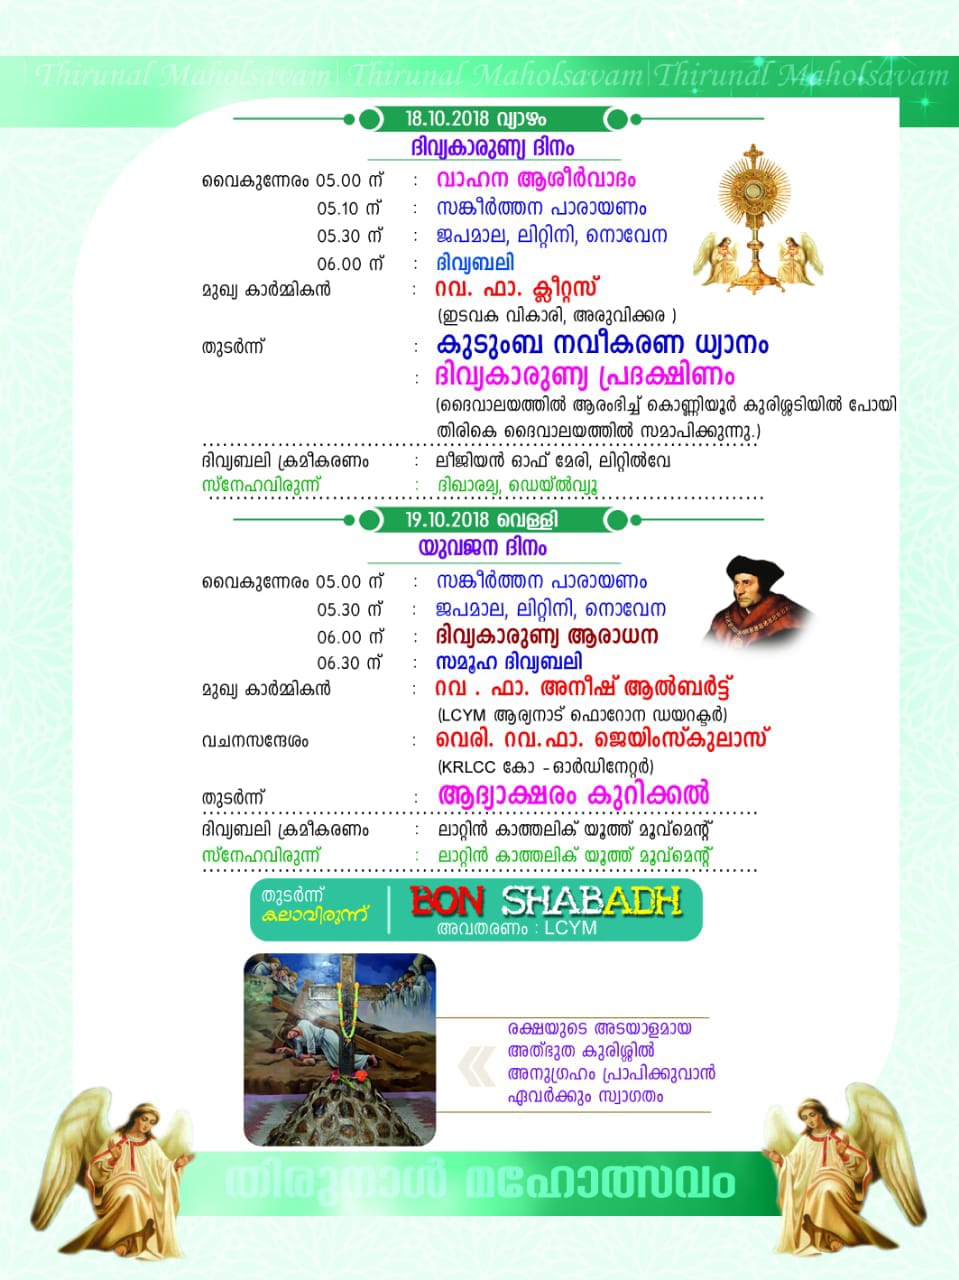 Thirunal Maholsavam | Thirunal Maholsavam | Thirunal Maholsavam
18.10.2018 വ്യാഴം
ദിവ്യകാരുണ്യ ദിനം
വൈകുന്നേരം 05.00 ന് : വാഹന ആശീർവാദം
05.10 ന് : സങ്കീർത്തന പാരായണം
05.30 ന് : ജപമാല, ലിറ്റിനി, നൊവേന
06.00 ന് : ദിവ്യബലി
മുഖ്യ കാർമ്മികൻ : റവ. ഫാ. ക്ലീറ്റസ്
(ഇടവക വികാരി, അരുവിക്കര )
തുടർന്ന് : കുടുംബ നവീകരണ ധ്യാനം
: ദിവ്യകാരുണ്യ പ്രദക്ഷിണം
(ദൈവാലയത്തിൽ ആരംഭിച്ച് കൊണ്ണിയൂർ കുരിശ്ശടിയിൽ പോയി
തിരികെ ദൈവാലയത്തിൽ സമാപിക്കുന്നു.)
ദിവ്യബലി ക്രമീകരണം : ലീജിയൻ ഓഫ് മേരി, ലിറ്റിൽവേ
സ്നേഹവിരുന്ന് : ദിഖാരമ്യ, ഡെയ്ൽവ്യൂ
19.10.2018 വെള്ളി
യുവജന ദിനം
വൈകുന്നേരം 05.00 ന് : സങ്കീർത്തന പാരായണം
05.30 ന് : ജപമാല, ലിറ്റിനി, നൊവേന
06.00 ന് : ദിവ്യകാരുണ്യ ആരാധന
06.30 ന് : സമൂഹ ദിവ്യബലി
മുഖ്യ കാർമ്മികൻ : റവ . ഫാ. അനീഷ് ആൽബർട്ട്
(LCYM ആര്യനാട് ഫൊറോന ഡയറക്ടർ)
വചനസന്ദേശം : വെരി. റവ.ഫാ. ജെയിംസ്കുലാസ്
(KRLCC കോ -ഓർഡിനേറ്റർ)
തുടർന്ന് : ആദ്യാക്ഷരം കുറിക്കൽ
ദിവ്യബലി ക്രമീകരണം : ലാറ്റിൻ കാത്തലിക് യൂത്ത് മൂവ്മെന്റ്
സ്നേഹവിരുന്ന് : ലാറ്റിൻ കാത്തലിക് യൂത്ത് മൂവ്മെന്റ്
തുടർന്ന്
കലാവിരുന്ന്
BON SHABADH
അവതരണം : LCYM
രക്ഷയുടെ അടയാളമായ
അത്ഭുത കുരിശ്ശിൽ
അനുഗ്രഹം പ്രാപിക്കുവാൻ
ഏവർക്കും സ്വാഗതം
തിരുനാൾ മഹോത്സവം